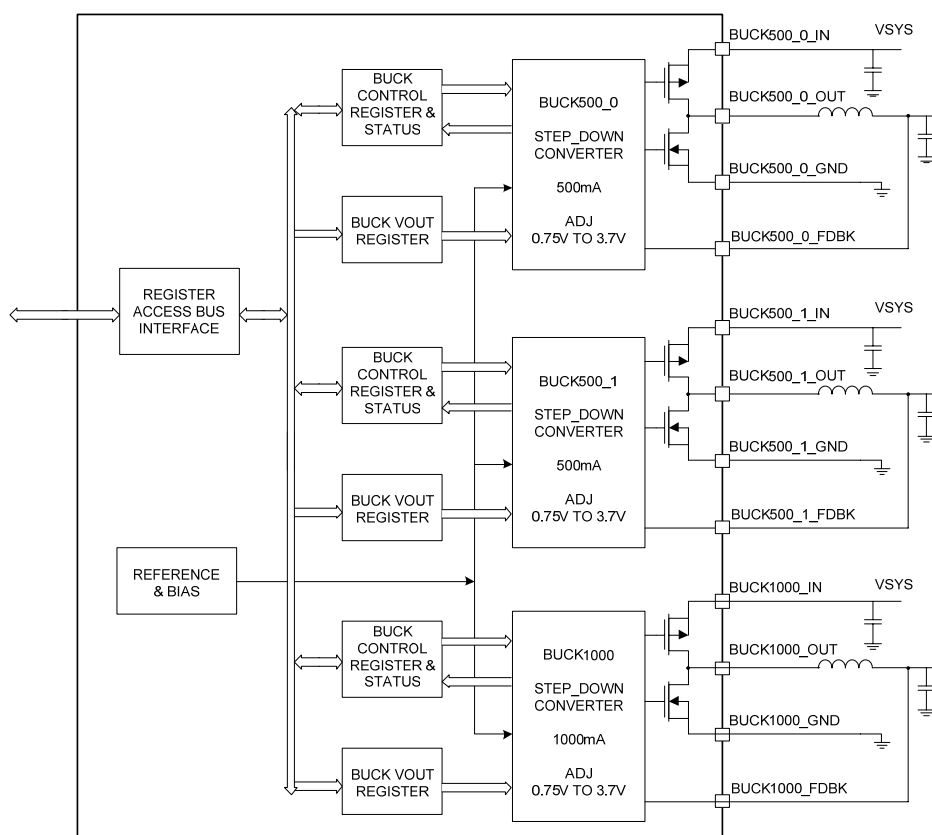 BUCK500_0_IN
VSYS
BUCK
CONTROL
REGISTER &
STATUS
BUCK500_0
STEP_DOWN
CONVERTER
500mA
ADJ
0.75V TO 3.7V
BUCK500_0_OUT
BUCK500_0_GND
BUCK VOUT
REGISTER
BUCK500_0_FDBK
REGISTER
ACCESS BUS
INTERFACE
BUCK500_1_IN
VSYS
BUCK
CONTROL
REGISTER &
STATUS
BUCK500_1
STEP_DOWN
CONVERTER
500mA
ADJ
0.75V TO 3.7V
BUCK500_1_OUT
BUCK500_1_GND
BUCK VOUT
REGISTER
BUCK500_1_FDBK
REFERENCE
& BIAS
BUCK1000_IN
VSYS
BUCK
CONTROL
REGISTER &
STATUS
BUCK1000
STEP_DOWN
CONVERTER
1000mA
ADJ
0.75V TO 3.7V
BUCK1000_OUT
BUCK1000_GND
BUCK VOUT
REGISTER
BUCK1000_FDBK